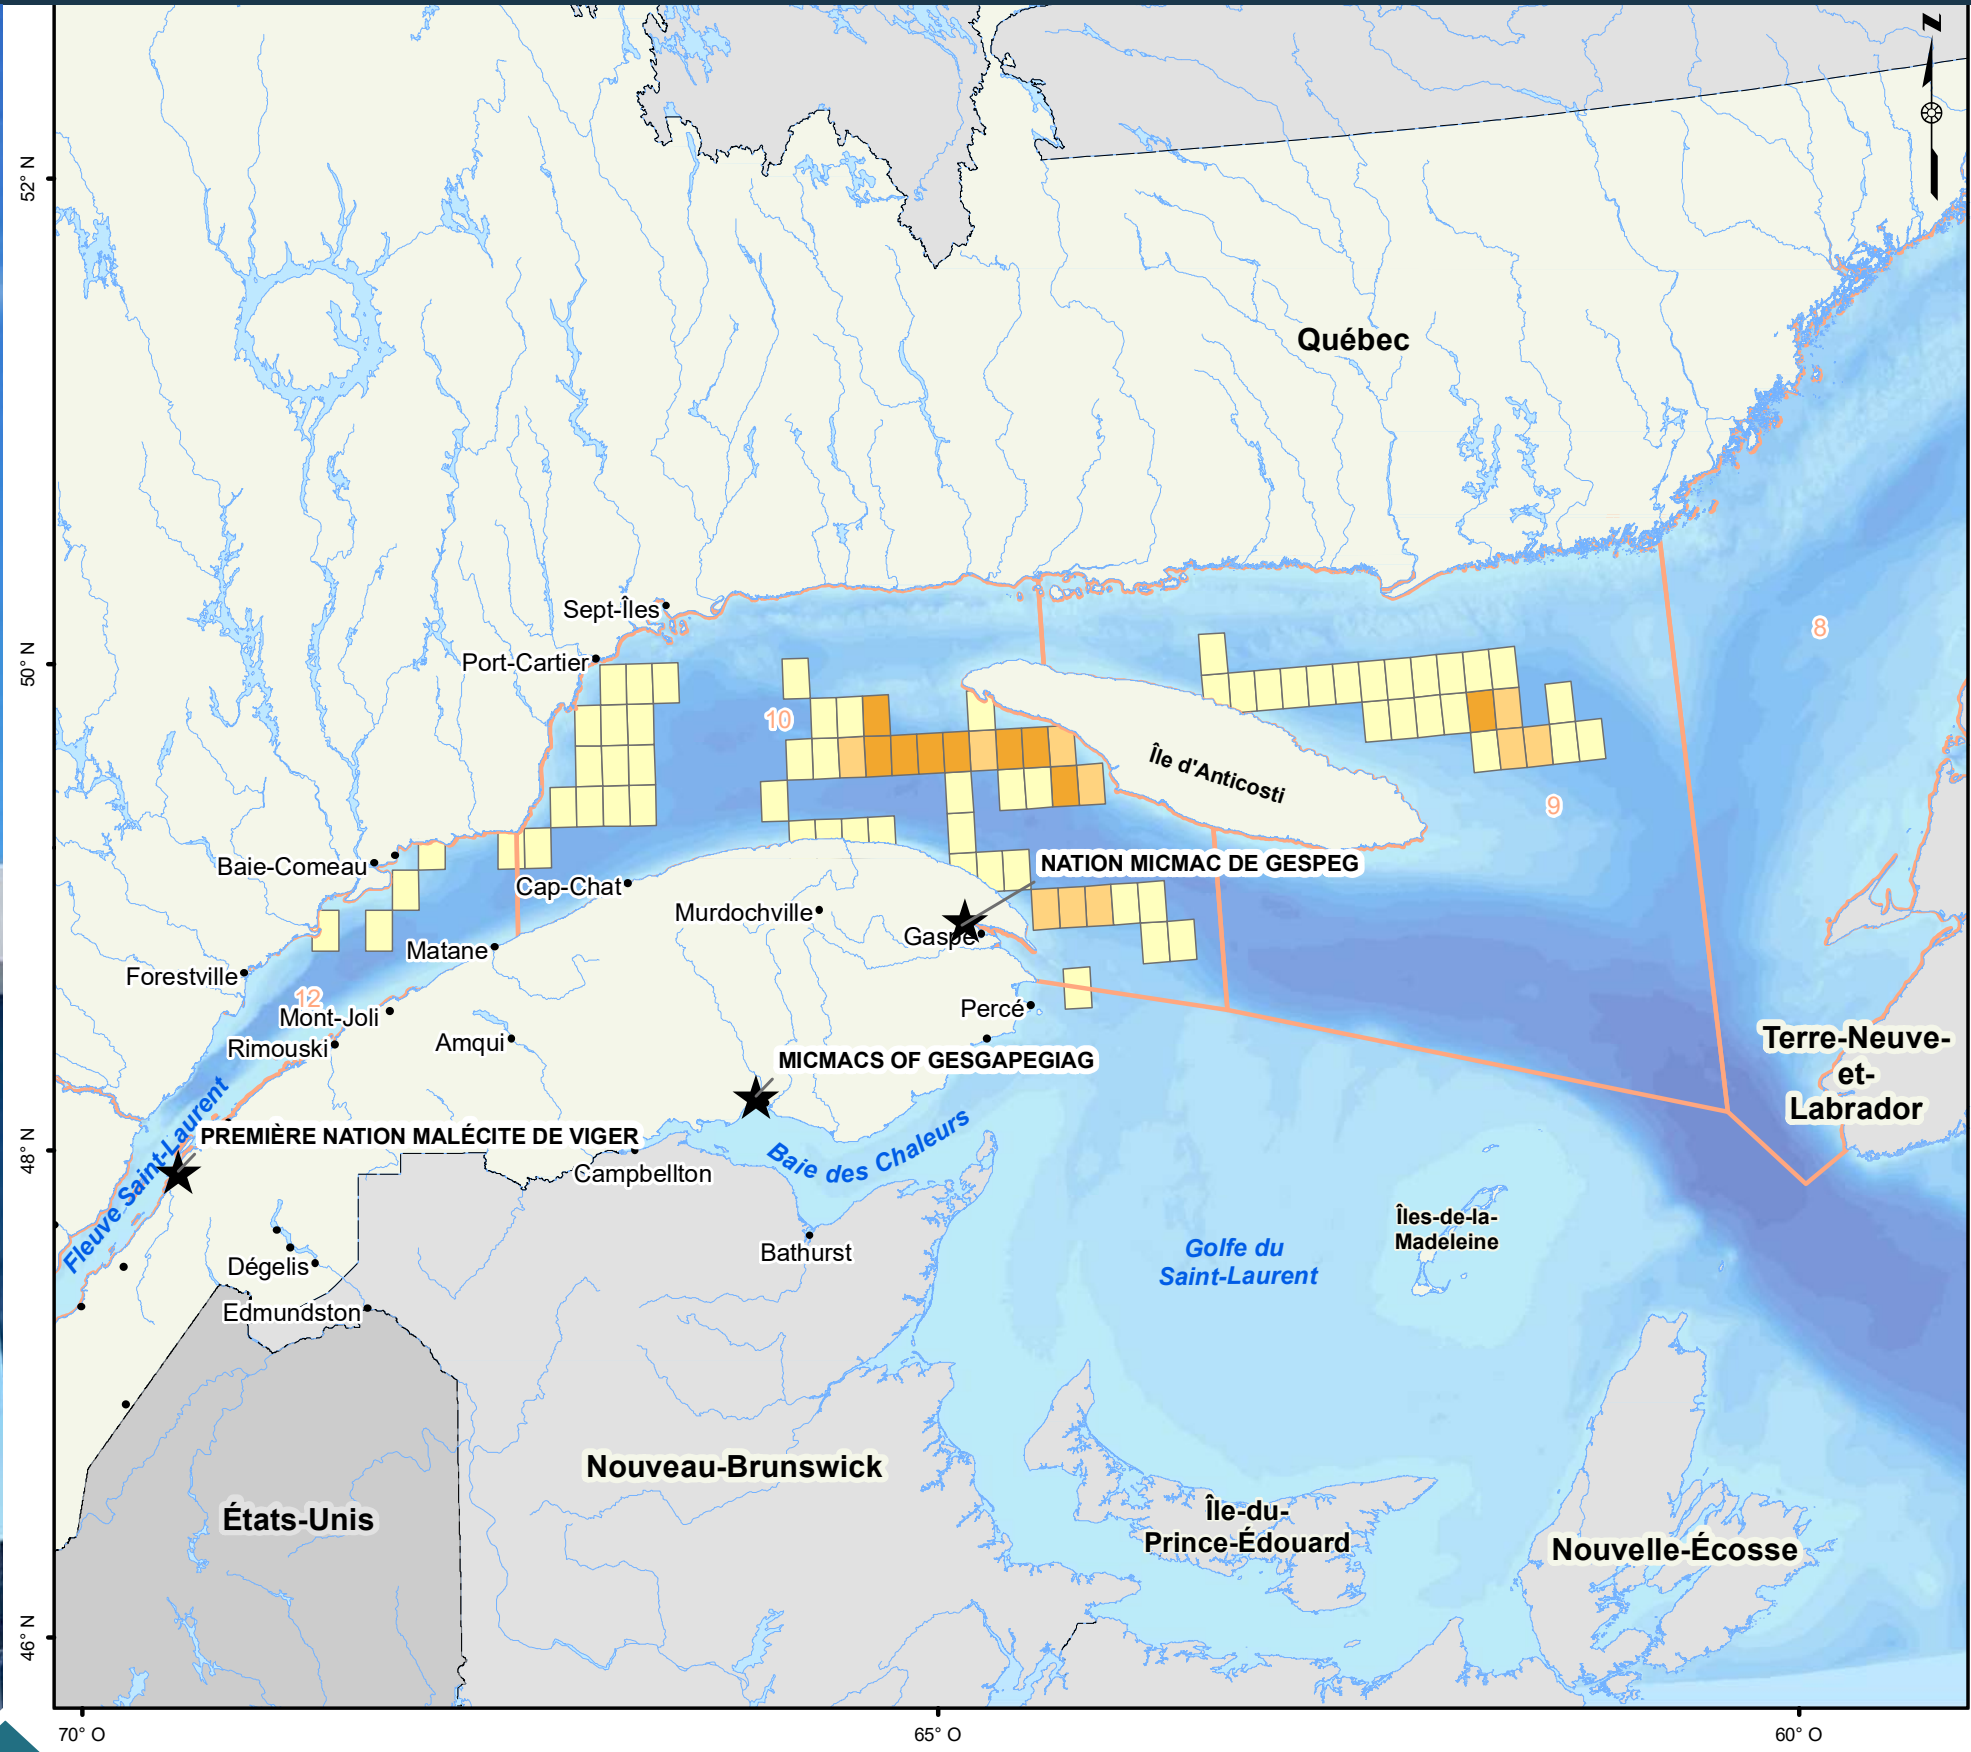 N
52° N
Québec
Sept-Îles
8
Port-Cartier
50° N
10
Île d'Anticosti
9
Baie-Comeau
NATION MICMAC DE GESPEG
Cap-Chat
Murdochville
Gaspé
Matane
Forestville
12
Mont-Joli
Percé
Rimouski
Amqui
Terre-Neuve-
et-
Labrador
MICMACS OF GESGAPEGIAG
Fleuve Saint-Laurent
PREMIÈRE NATION MALÉCITE DE VIGER
48° N
Baie des Chaleurs
Campbellton
Îles-de-la-
Madeleine
Bathurst
Golfe du
Saint-Laurent
Dégelis
Edmundston
Nouveau-Brunswick
États-Unis
Île-du-
Prince-Édouard
Nouvelle-Écosse
46° N
70° O
65° O
60° O